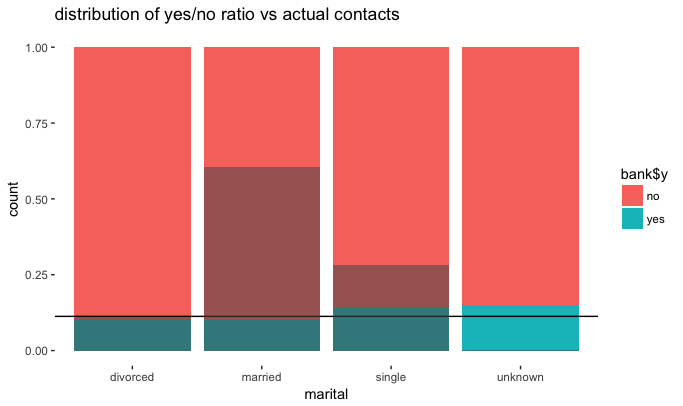 distribution of yes/no ratio vs actual contacts
1.00
0.75
0.50
0.25
0.00
count
divorced
married
single
unknown
marital
bank$y
no
yes